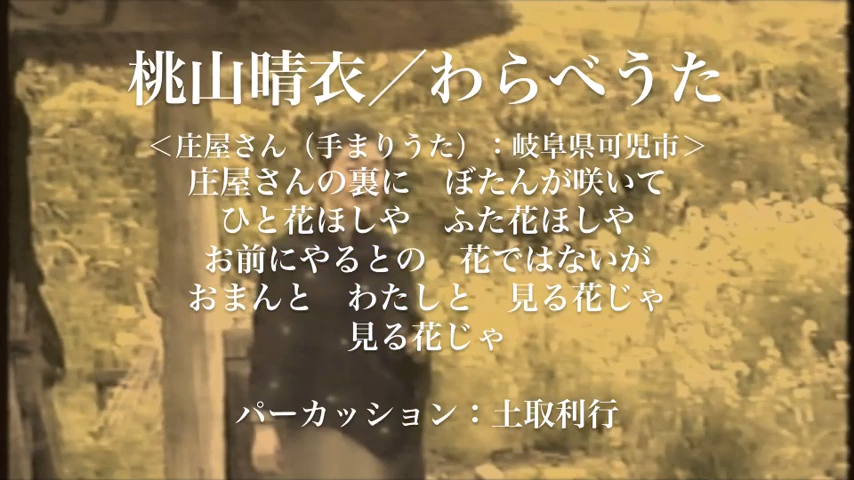 桃山晴衣／わらべうた
＜庄屋さん（手まりうた）：岐阜県可児市＞
庄屋さんの裏に　ぼたんが咲いて
ひと花ほしや　ふた花ほしや
お前にやるとの　花ではないが
おまんと　わたしと　見る花じゃ
見る花じゃ
パーカッション：土取利行